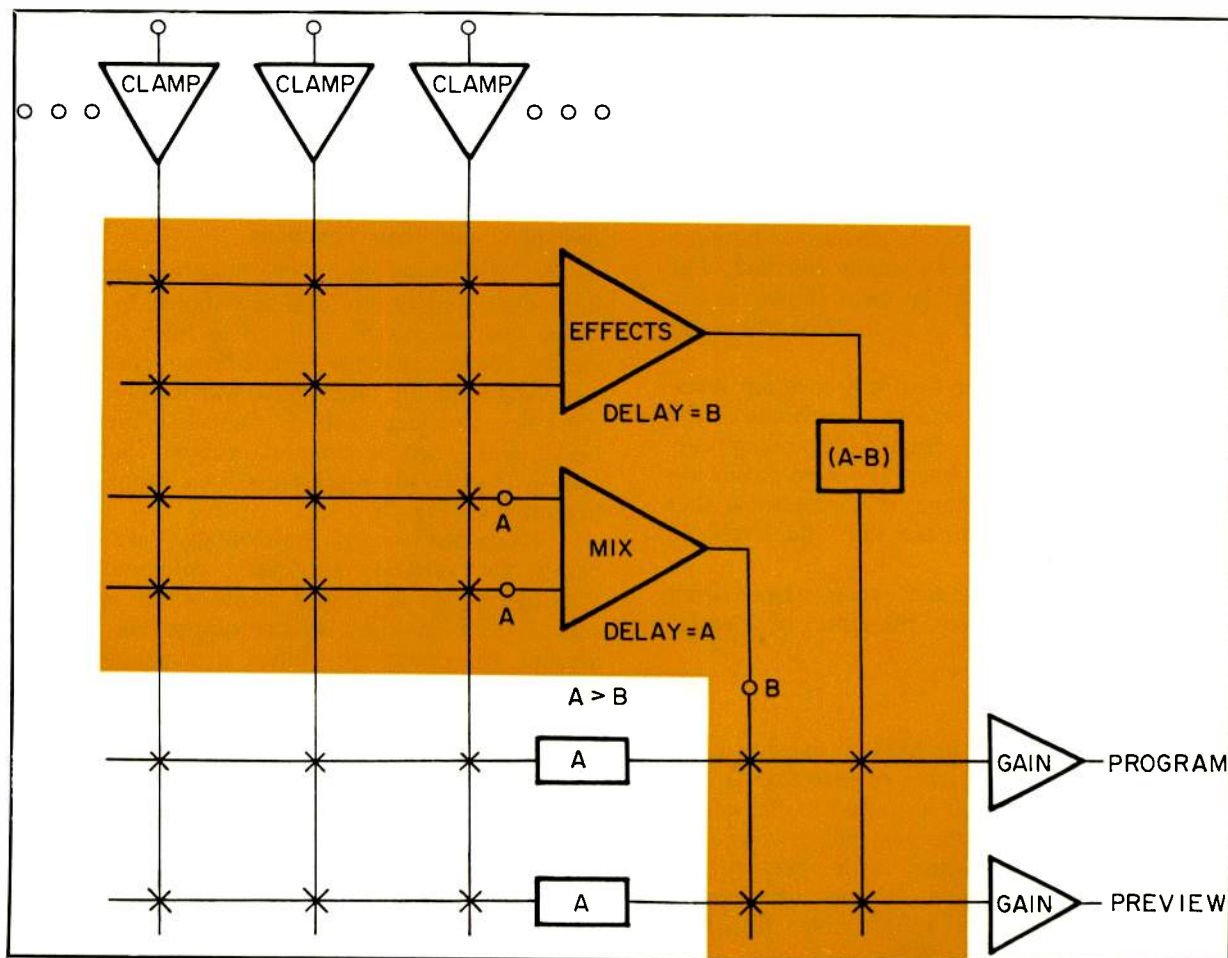 CLAMP CLAMP CLAMP
EFFECTS
DELAY = B
(A-B)
A
MIX
A
DELAY = A
B
A > B
A
GAIN
PROGRAM
A
GAIN
PREVIEW